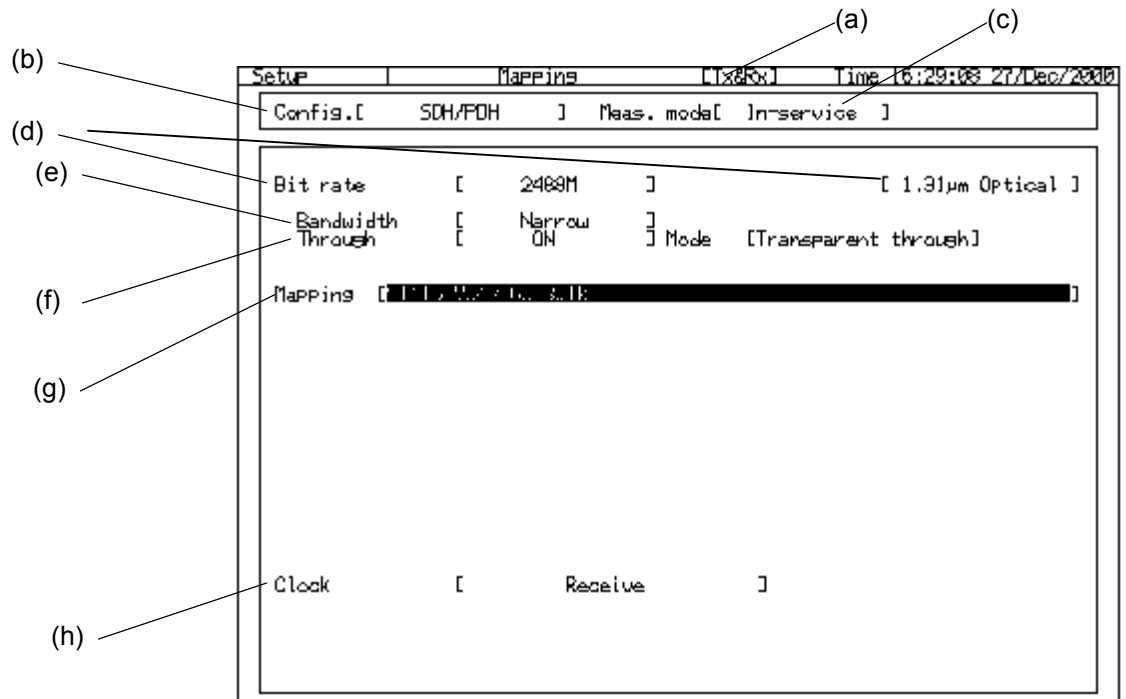 (a) (c)
(b)
Setup Mapping [Tx&Rx] Time 16:29:08 27/Dec/2000
Config.[ SDH/PDH ] Meas. mode[ In-service ]
(d)
(e)
Bit rate [ 2488M ] [ 1.31µm Optical ]
Bandwidth [ Narrow ]
Through [ ON ] Mode [Transparent through]
(f)
Mapping [ ]
(g)
Clock [ Receive ]
(h)